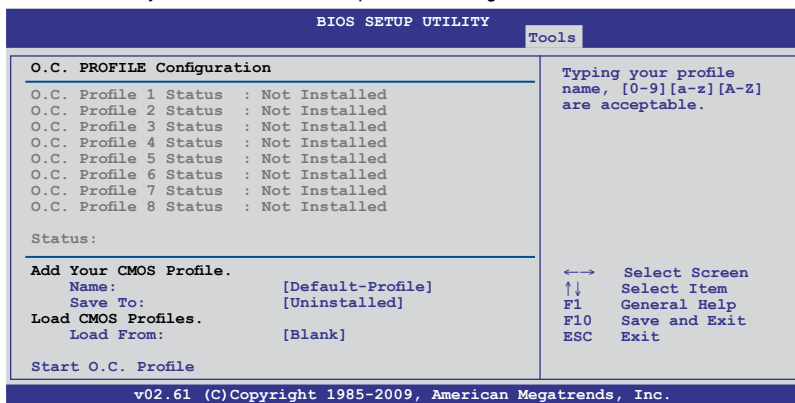 BIOS SETUP UTILITY
Tools
O.C. PROFILE Configuration
O.C. Profile 1 Status : Not Installed
O.C. Profile 2 Status : Not Installed
O.C. Profile 3 Status : Not Installed
O.C. Profile 4 Status : Not Installed
O.C. Profile 5 Status : Not Installed
O.C. Profile 6 Status : Not Installed
O.C. Profile 7 Status : Not Installed
O.C. Profile 8 Status : Not Installed
Status:
Add Your CMOS Profile.
Name: [Default-Profile]
Save To: [Uninstalled]
Load CMOS Profiles.
Load From: [Blank]
Start O.C. Profile
Typing your profile
name, [0-9][a-z][A-Z]
are acceptable.
←→ Select Screen
↑↓ Select Item
F1 General Help
F10 Save and Exit
ESC Exit
v02.61 (C)Copyright 1985-2009, American Megatrends, Inc.